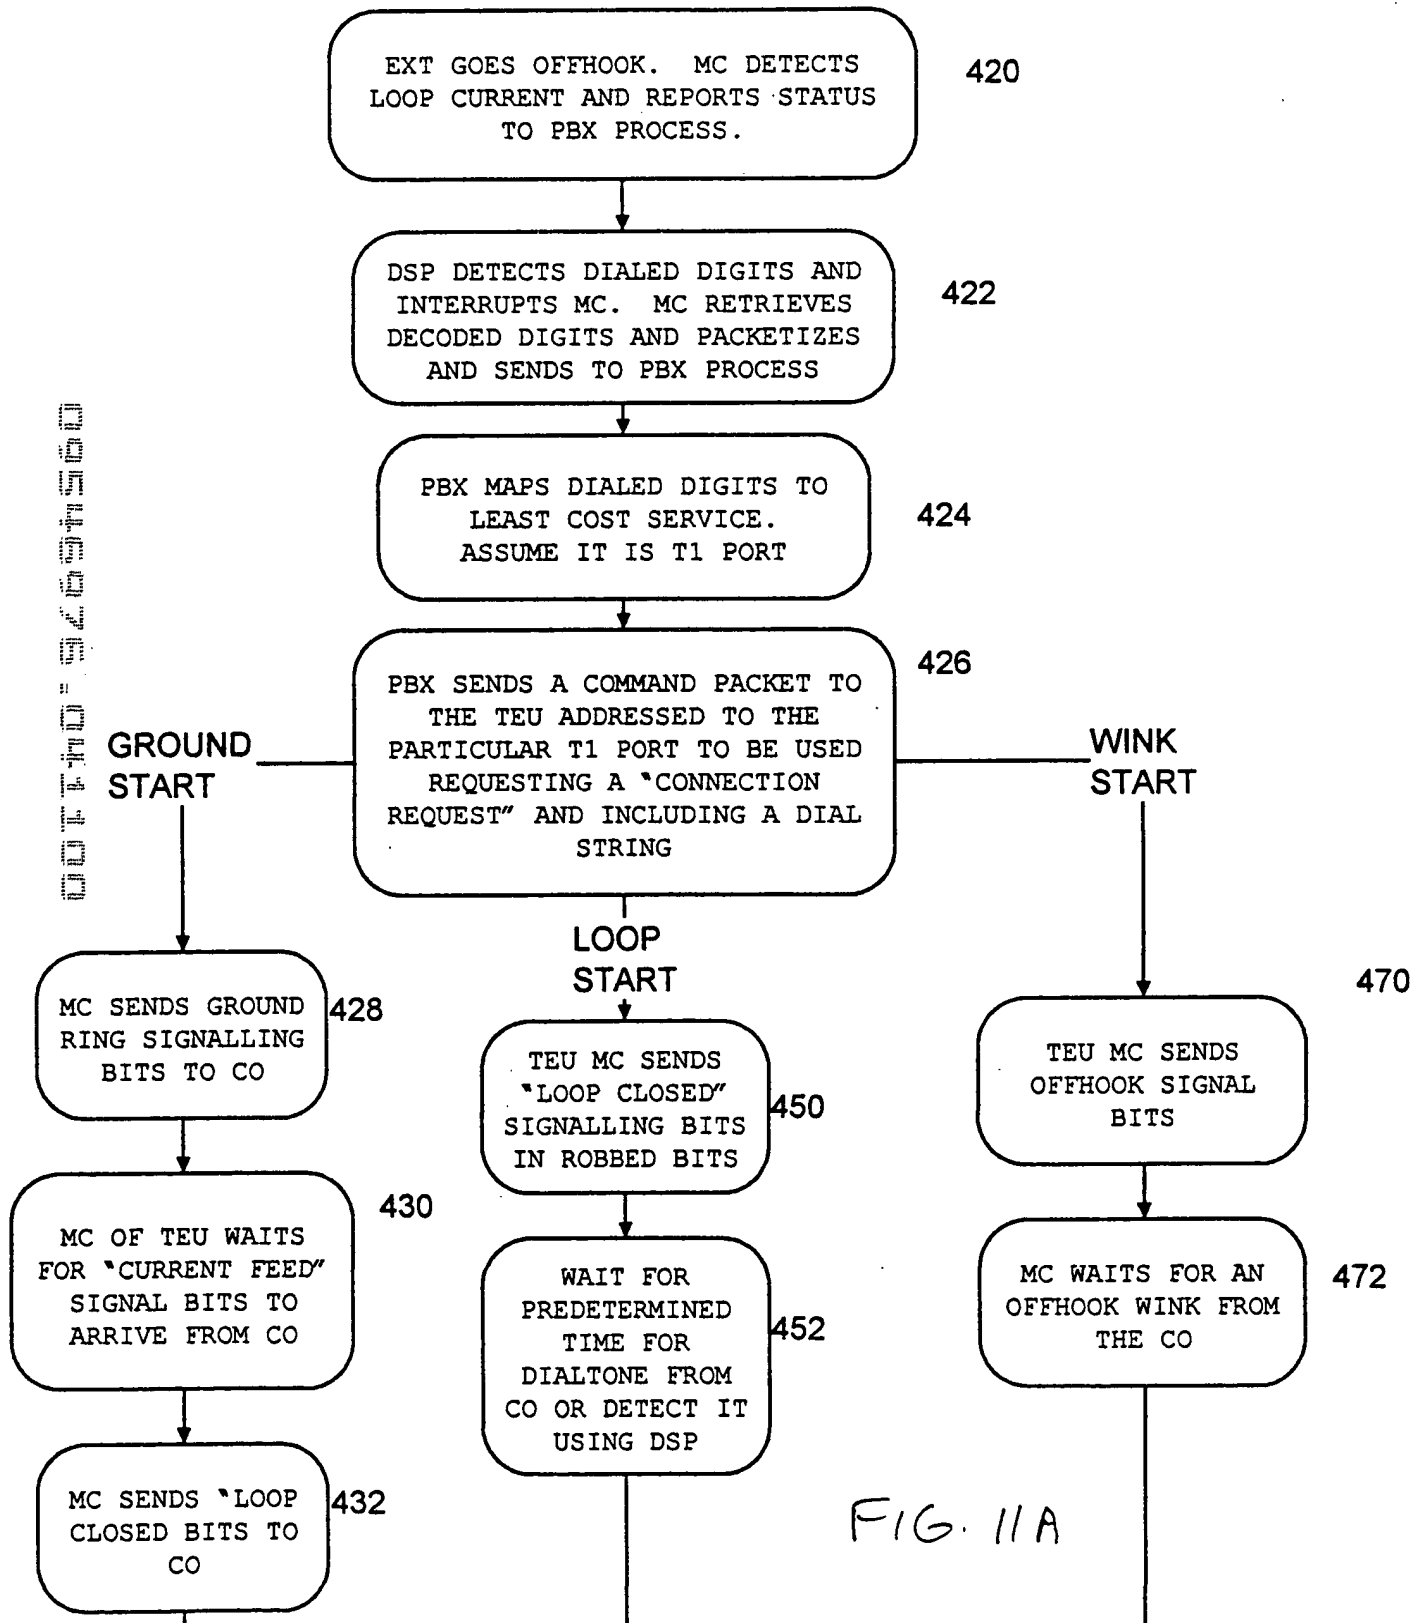 EXT GOES OFFHOOK. MC DETECTS
LOOP CURRENT AND REPORTS STATUS
TO PBX PROCESS.
420
DSP DETECTS DIALED DIGITS AND
INTERRUPTS MC. MC RETRIEVES
DECODED DIGITS AND PACKETIZES
AND SENDS TO PBX PROCESS
422
PBX MAPS DIALED DIGITS TO
LEAST COST SERVICE.
ASSUME IT IS T1 PORT
424
PBX SENDS A COMMAND PACKET TO
THE TEU ADDRESSED TO THE
PARTICULAR T1 PORT TO BE USED
REQUESTING A "CONNECTION
REQUEST" AND INCLUDING A DIAL
STRING
426
GROUND
START
LOOP
START
WINK
START
MC SENDS GROUND
RING SIGNALLING
BITS TO CO
428
MC OF TEU WAITS
FOR "CURRENT FEED"
SIGNAL BITS TO
ARRIVE FROM CO
430
MC SENDS "LOOP
CLOSED BITS TO
CO
432
TEU MC SENDS
"LOOP CLOSED"
SIGNALLING BITS
IN ROBBED BITS
450
WAIT FOR
PREDETERMINED
TIME FOR
DIALTONE FROM
CO OR DETECT IT
USING DSP
452
TEU MC SENDS
OFFHOOK SIGNAL
BITS
470
MC WAITS FOR AN
OFFHOOK WINK FROM
THE CO
472
FIG. 11A
09546976.041100